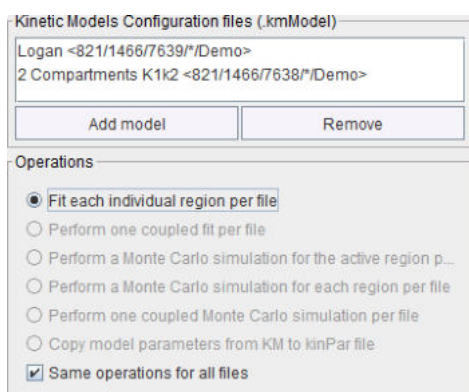 Kinetic Models Configuration files (.kmModel)
Logan <821/1466/7639/*/Demo>
2 Compartments K1k2 <821/1466/7638/*/Demo>
Add model
Remove
Operations
Fit each individual region per file
Perform one coupled fit per file
Perform a Monte Carlo simulation for the active region p...
Perform a Monte Carlo simulation for each region per file
Perform one coupled Monte Carlo simulation per file
Copy model parameters from KM to kinPar file
Same operations for all files